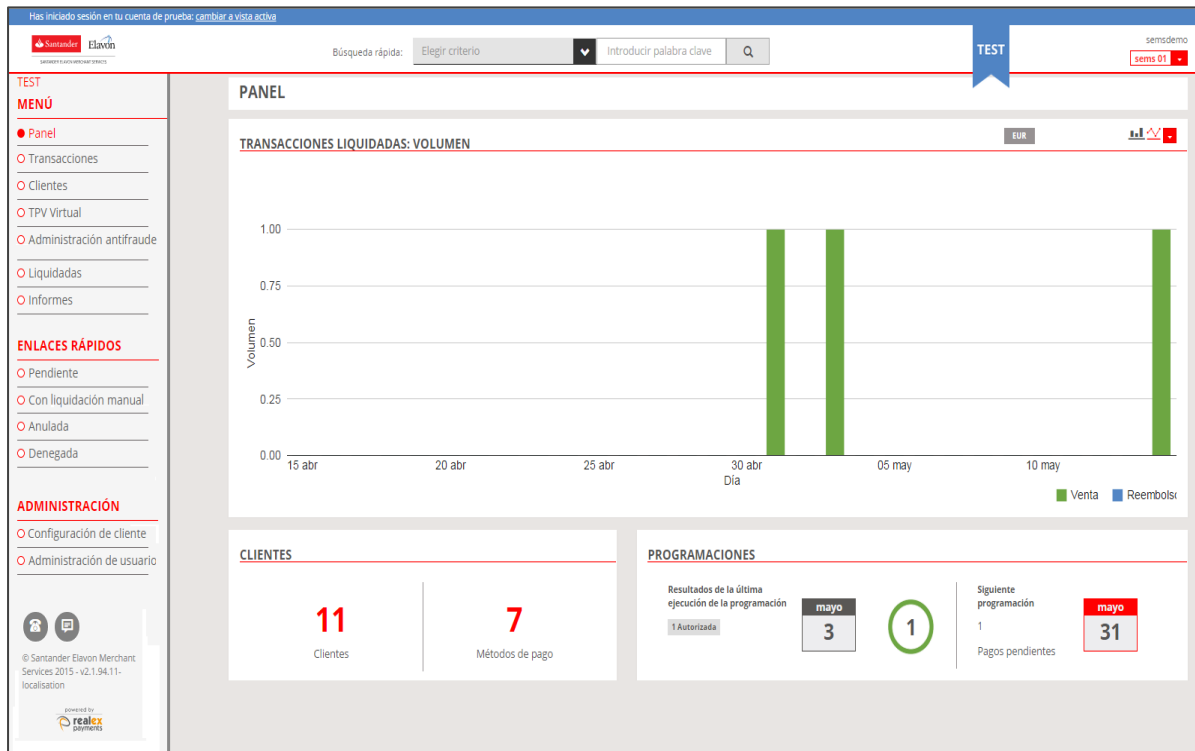 Has iniciado sesión en tu cuenta de prueba: cambiar a vista activa
Santander Elavon
SANTANDER ELAVON MERCHANT SERVICES
Búsqueda rápida:
Elegir criterio
Introducir palabra clave
TEST
semsdemo
sems 01
TEST
MENÚ
Panel
Transacciones
Clientes
TPV Virtual
Administración antifraude
Liquidadas
Informes
ENLACES RÁPIDOS
Pendiente
Con liquidación manual
Anulada
Denegada
ADMINISTRACIÓN
Configuración de cliente
Administración de usuario
© Santander Elavon Merchant
Services 2015 - v2.1.94.11-
localisation
powered by
realex
payments
PANEL
TRANSACCIONES LIQUIDADAS: VOLUMEN
EUR
Volumen
1.00
0.75
0.50
0.25
0.00
15 abr
20 abr
25 abr
30 abr
05 may
10 may
Día
Venta
Reembolso
CLIENTES
11
Clientes
7
Métodos de pago
PROGRAMACIONES
Resultados de la última
ejecución de la programación
1 Autorizada
mayo
3
1
Siguiente
programación
1
Pagos pendientes
mayo
31